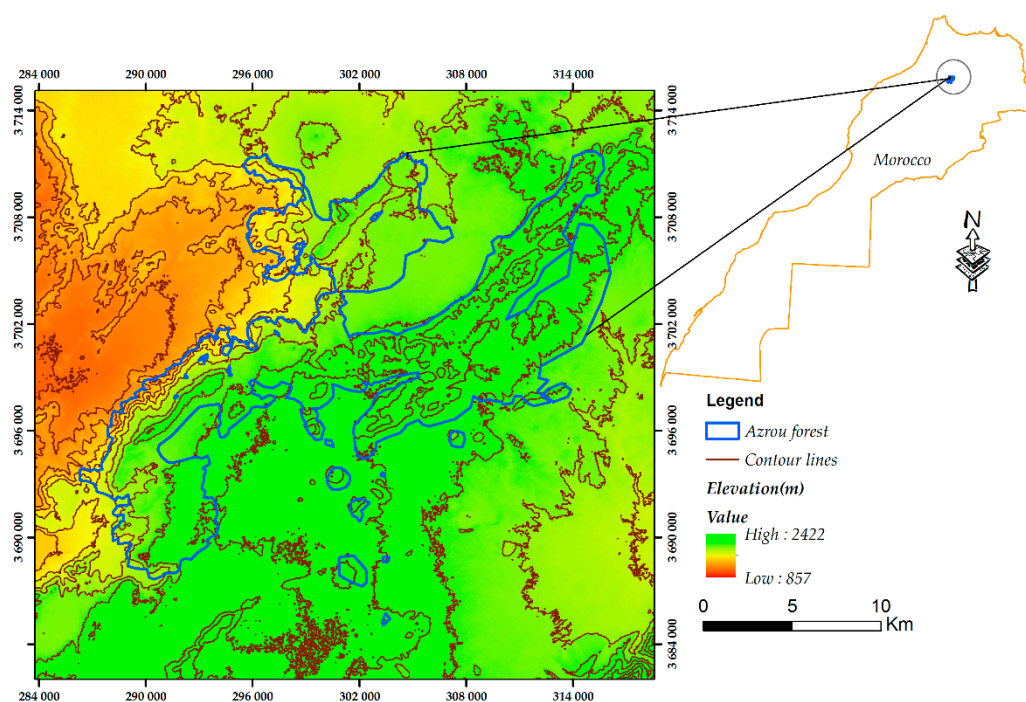 284 000 290 000 296 000 302 000 308 000 314 000
3 714 000
3 708 000
3 702 000
3 696 000
3 690 000
3 684 000
3 714 000
3 708 000
3 702 000
3 696 000
3 690 000
3 684 000
284 000 290 000 296 000 302 000 308 000 314 000
Morocco
N
Legend
Azrou forest
Contour lines
Elevation(m)
Value
High : 2422
Low : 857
0 5 10
Km